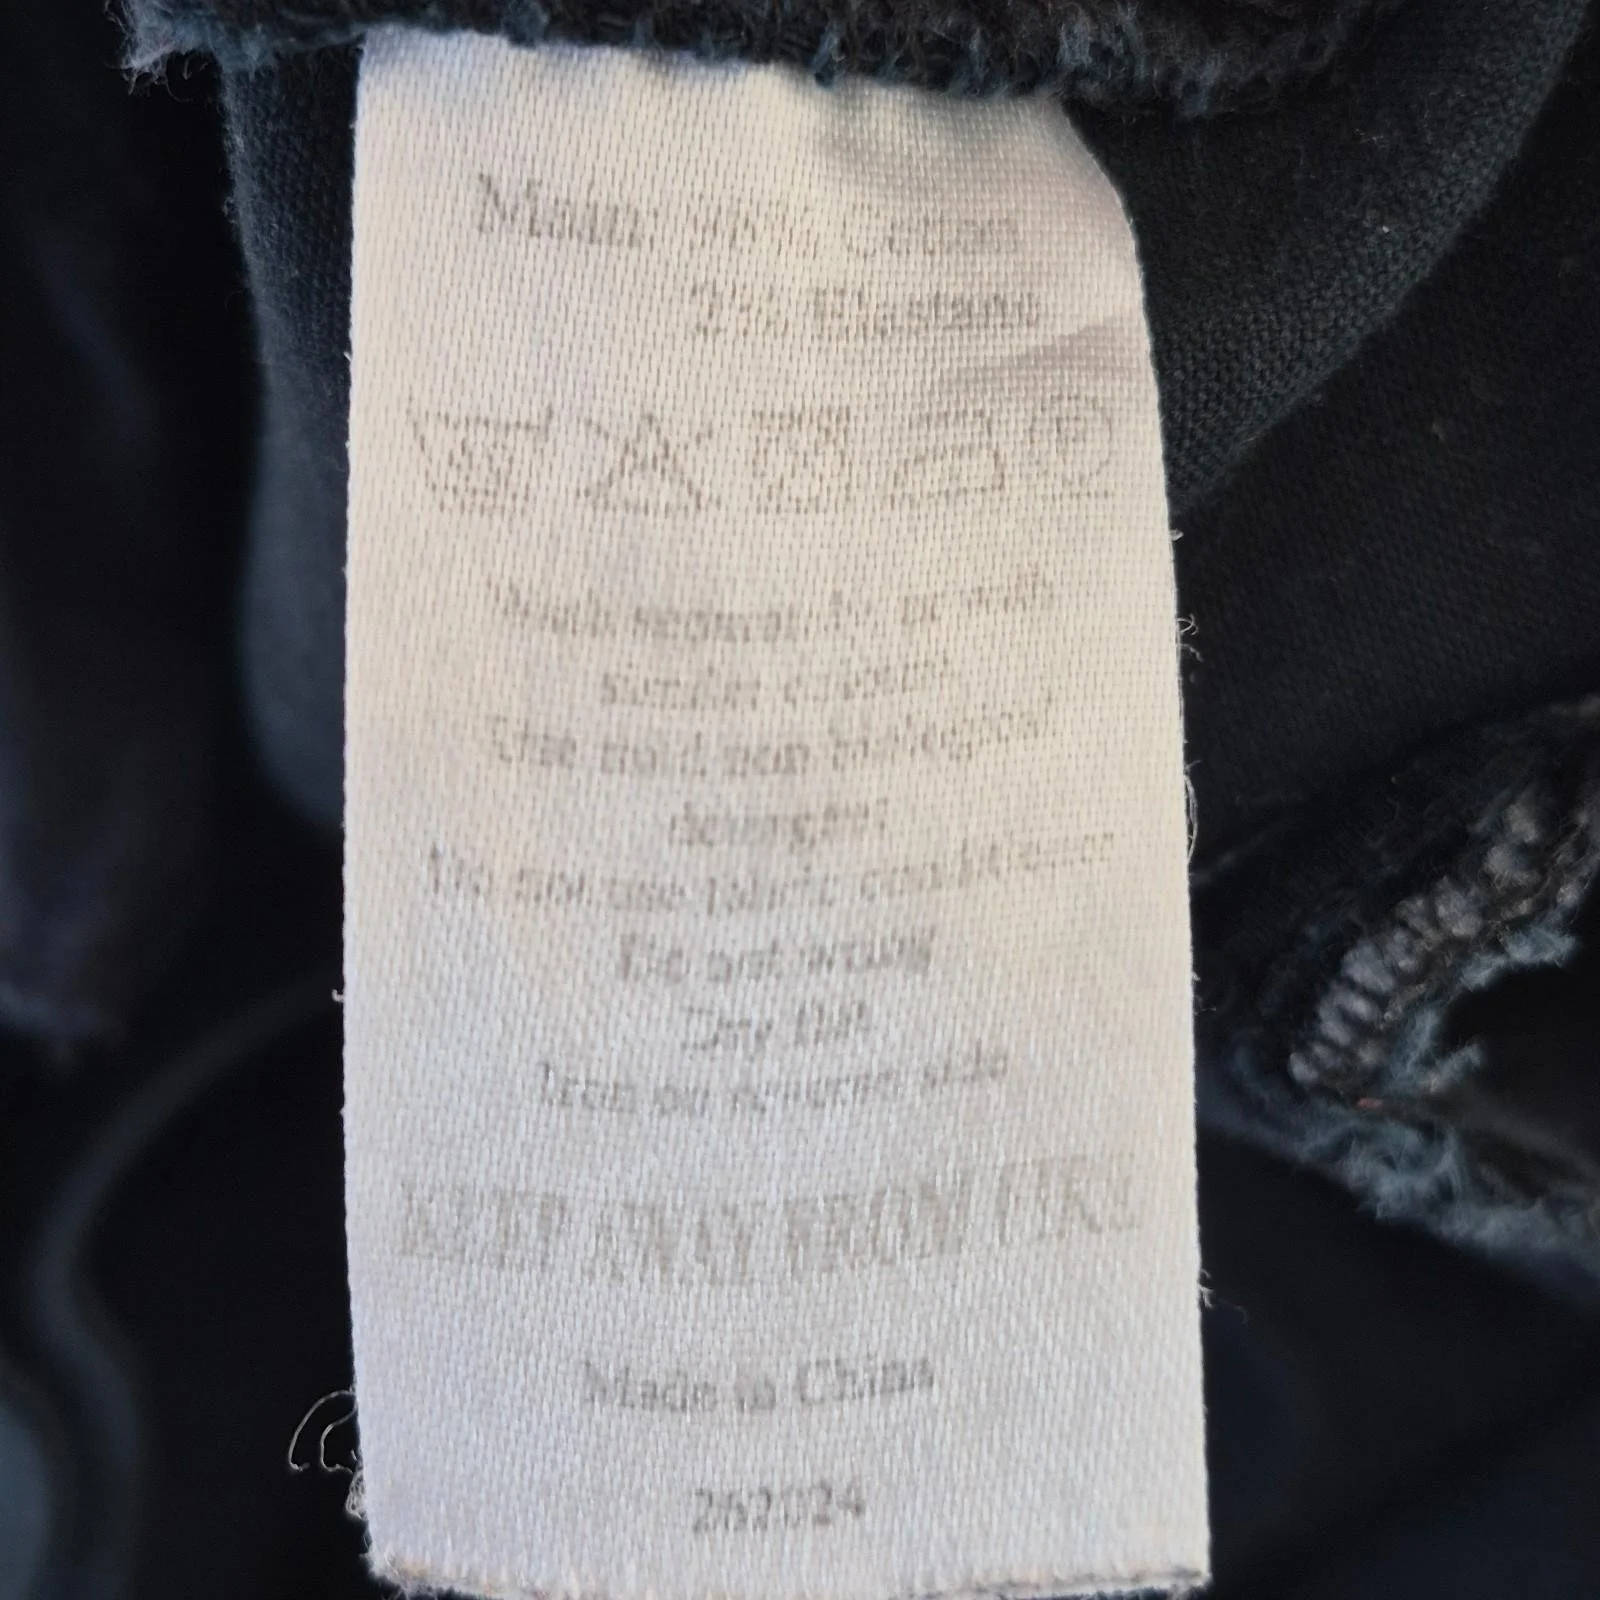 Main: 98% Cotton
2% Elastane
Wash separately or with
similar colours
Use mild non biological
detergent
Do not use fabric conditioner
Do not wring
Dry flat
Iron on reverse side
KEEP AWAY FROM FIRE
Made in China
262024